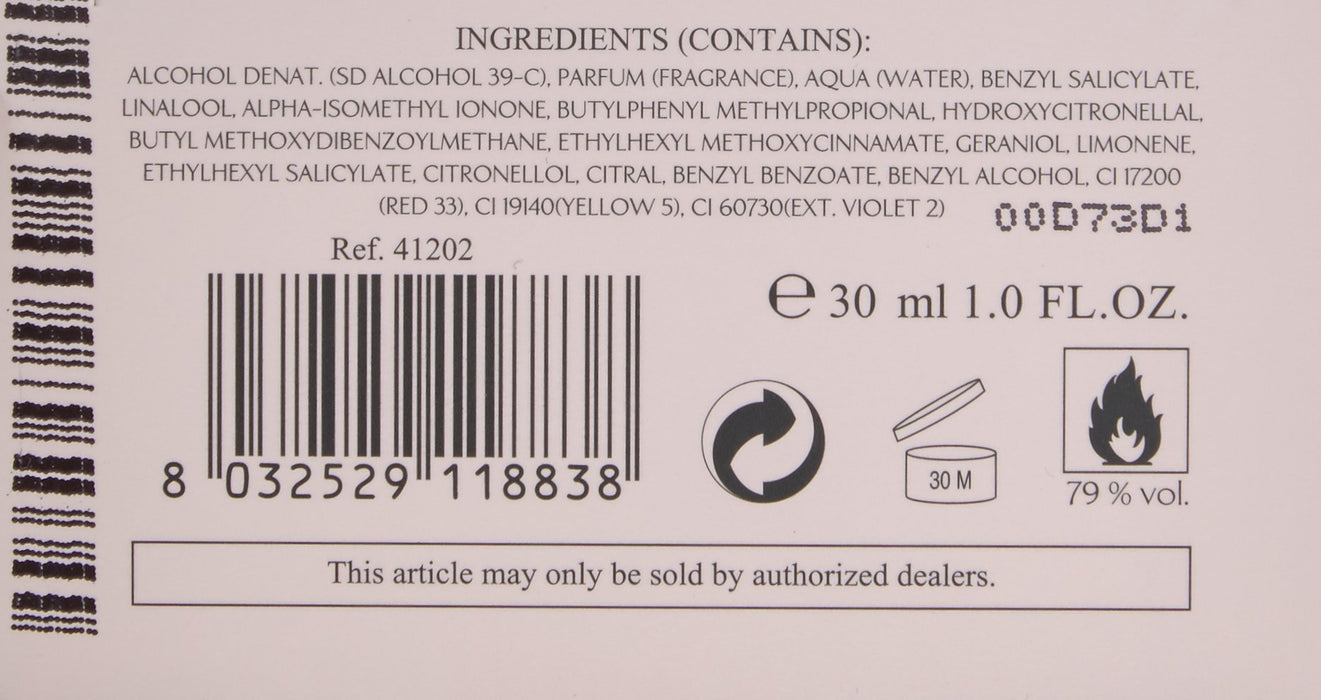 INGREDIENTS (CONTAINS):
ALCOHOL DENAT. (SD ALCOHOL 39-C), PARFUM (FRAGRANCE), AQUA (WATER), BENZYL SALICYLATE,
LINALOOL, ALPHA-ISOMETHYL IONONE, BUTYLPHENYL METHYLPROPIONAL, HYDROXYCITRONELLAL,
BUTYL METHOXYDIBENZOYLMETHANE, ETHYLHEXYL METHOXYCINNAMATE, GERANIOL, LIMONENE,
ETHYLHEXYL SALICYLATE, CITRONELLOL, CITRAL, BENZYL BENZOATE, BENZYL ALCOHOL, CI 17200
(RED 33), CI 19140(YELLOW 5), CI 60730(EXT. VIOLET 2)
00D73D1
Ref. 41202
8 032529 118838
℮ 30 ml 1.0 FL.OZ.
30 M
79 % vol.
This article may only be sold by authorized dealers.